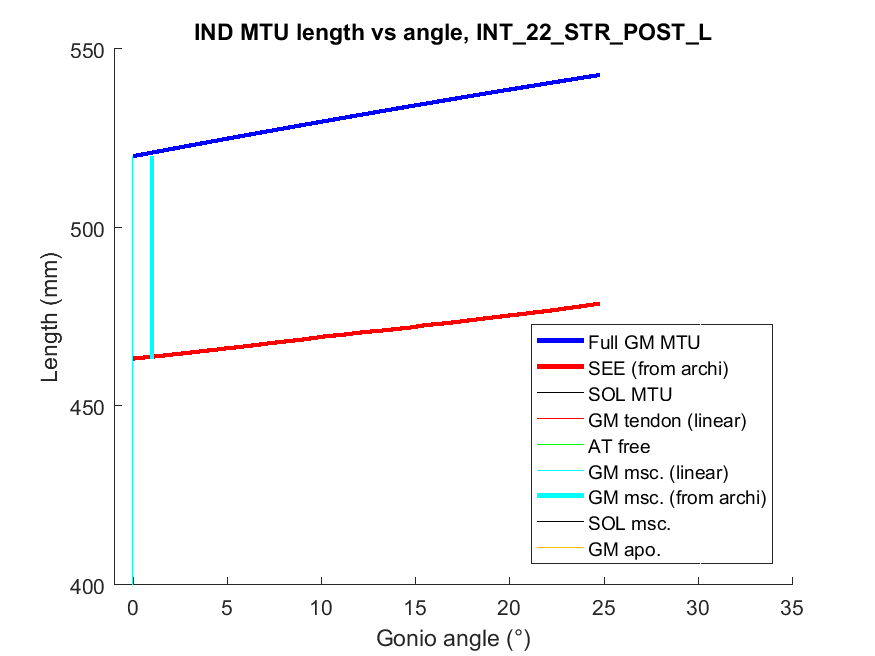 IND MTU length vs angle, INT_22_STR_POST_L
550
500
450
400
Length (mm)
0 5 10 15 20 25 30 35
Gonio angle (°)
Full GM MTU
SEE (from archi)
SOL MTU
GM tendon (linear)
AT free
GM msc. (linear)
GM msc. (from archi)
SOL msc.
GM apo.